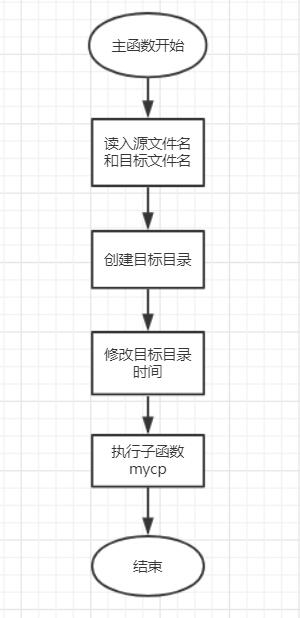 主函数开始
读入源文件名
和目标文件名
创建目标目录
修改目标目录
时间
执行子函数
mycp
结束